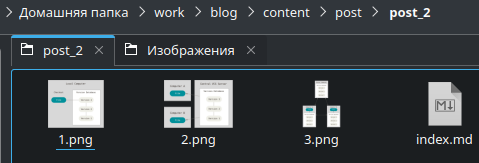 Домашняя папка > work > blog > content > post > post_2
post_2
Изображения
1.png
2.png
3.png
index.md